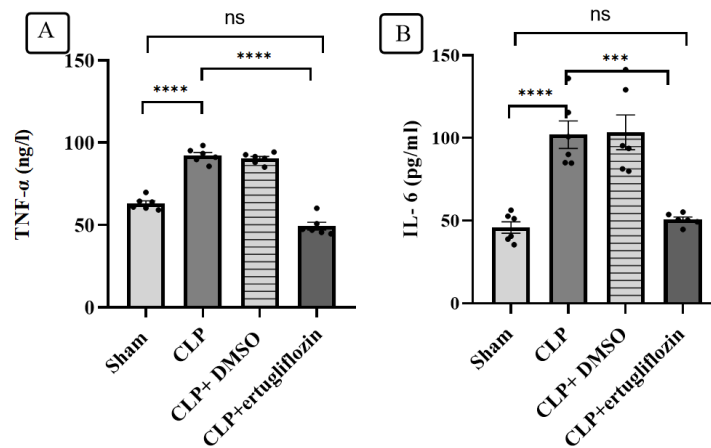 A
ns
****
****
TNF-α (ng/l)
150
100
50
0
Sham
CLP
CLP+ DMSO
CLP+ertugliflozin
B
ns
****
***
IL- 6 (pg/ml)
150
100
50
0
Sham
CLP
CLP+ DMSO
CLP+ertugliflozin